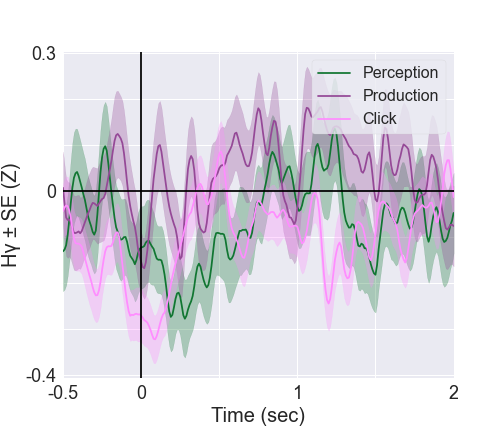 0.3
Perception
Production
Click
0
Hγ ± SE (Z)
-0.4
-0.5
0
1
2
Time (sec)